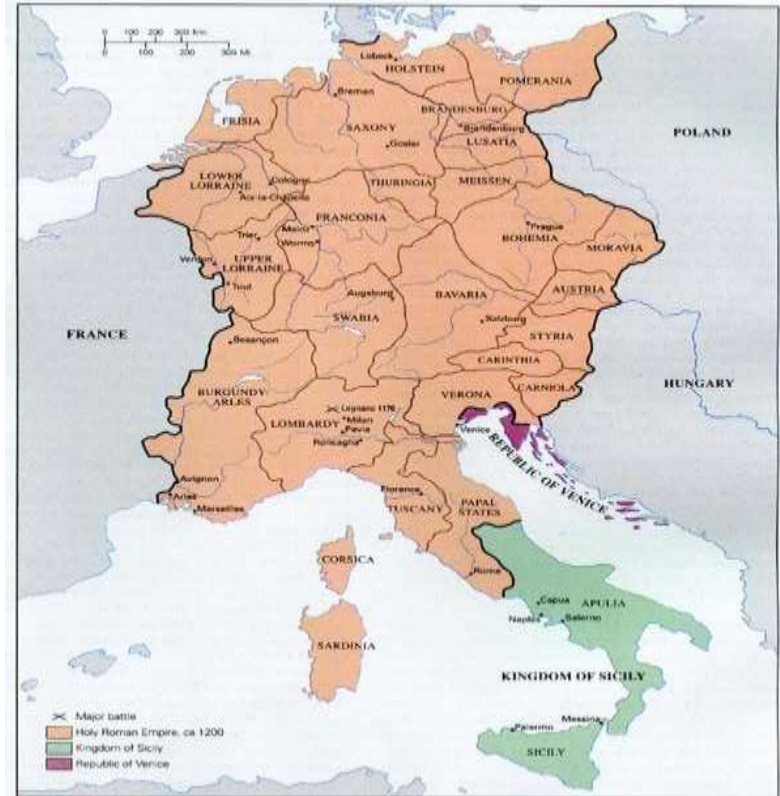 0 100 200 300 Km.
0 100 200 300 Mi.
Lubeck
HOLSTEIN
POMERANIA
Bremen
BRANDENBURG
FRISIA
SAXONY
Brandenburg
POLAND
Goslar
LUSATIA
LOWER
LORRAINE
Cologne
THURINGIA
MEISSEN
Aix-la-Chapelle
FRANCONIA
Mainz
Trier
Worms
Prague
BOHEMIA
MORAVIA
Verdun
UPPER
LORRAINE
Toul
Augsburg
BAVARIA
AUSTRIA
SWABIA
Salzburg
FRANCE
Besançon
STYRIA
CARINTHIA
HUNGARY
BURGUNDY
ARLES
VERONA
CARNIOLA
Legnano 1176
LOMBARDY
Milan
Pavia
Venice
Roncaglia
REPUBLIC OF VENICE
Avignon
Florence
Arles
Marseilles
TUSCANY
PAPAL
STATES
CORSICA
Rome
Capua
APULIA
Naples
Salerno
SARDINIA
KINGDOM OF SICILY
Major battle
Holy Roman Empire, ca 1200
Kingdom of Sicily
Republic of Venice
Palermo
Messina
SICILY